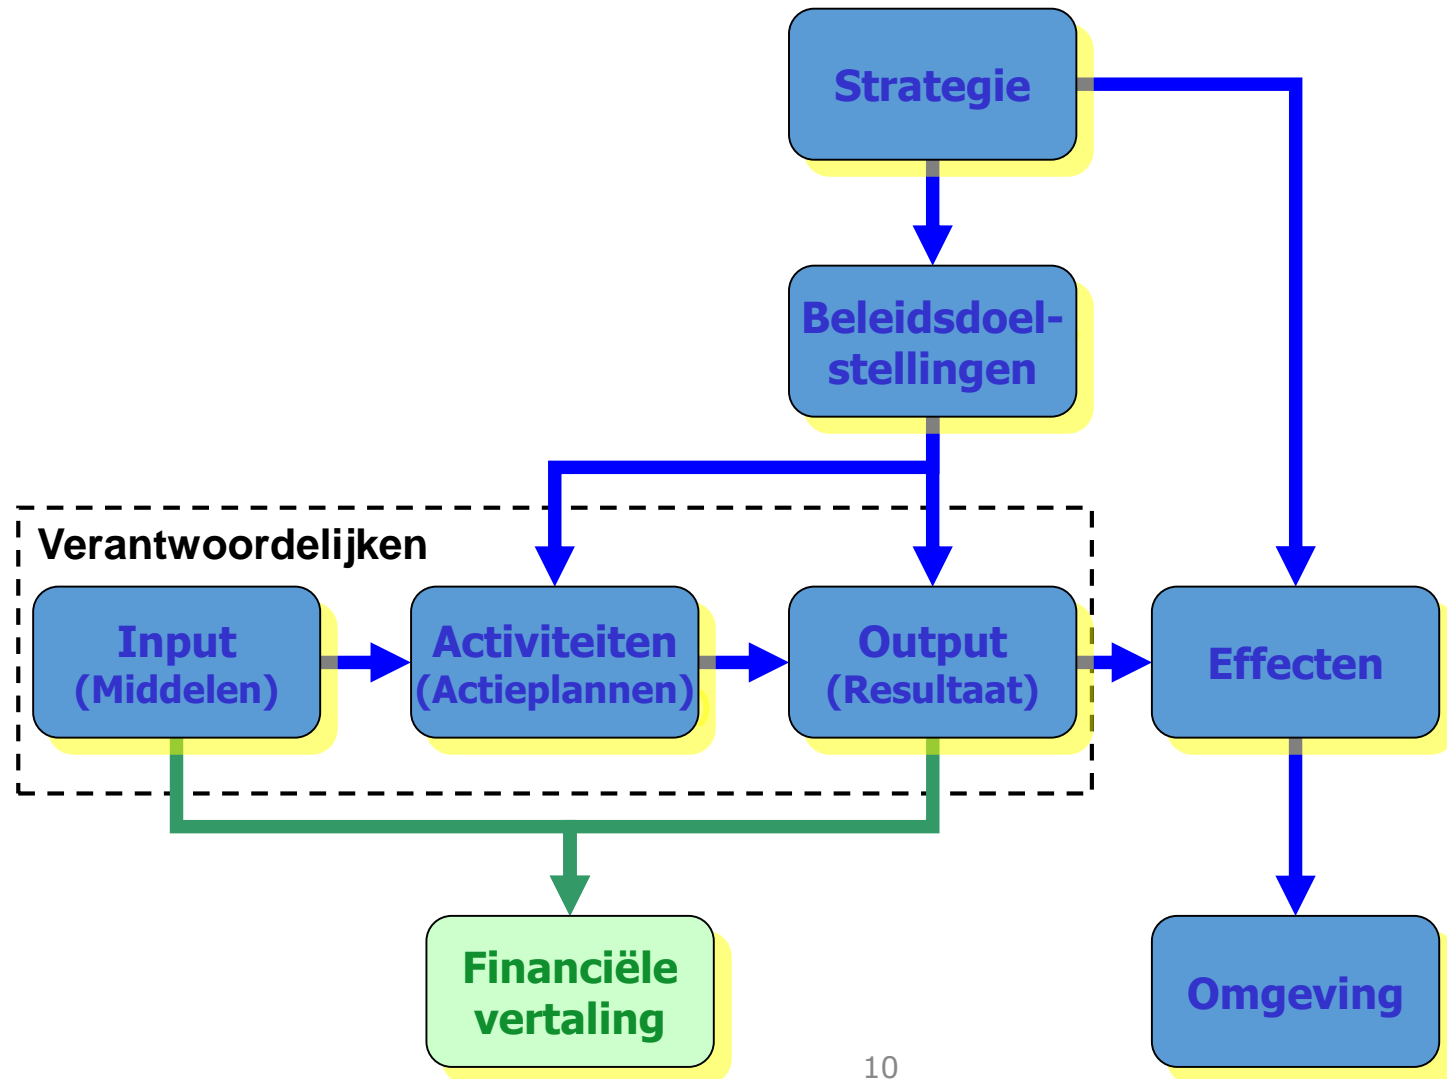 Strategie
Beleidsdoel-
stellingen
Verantwoordelijken
Input
(Middelen)
Activiteiten
(Actieplannen)
Output
(Resultaat)
Effecten
Financiële
vertaling
Omgeving
10